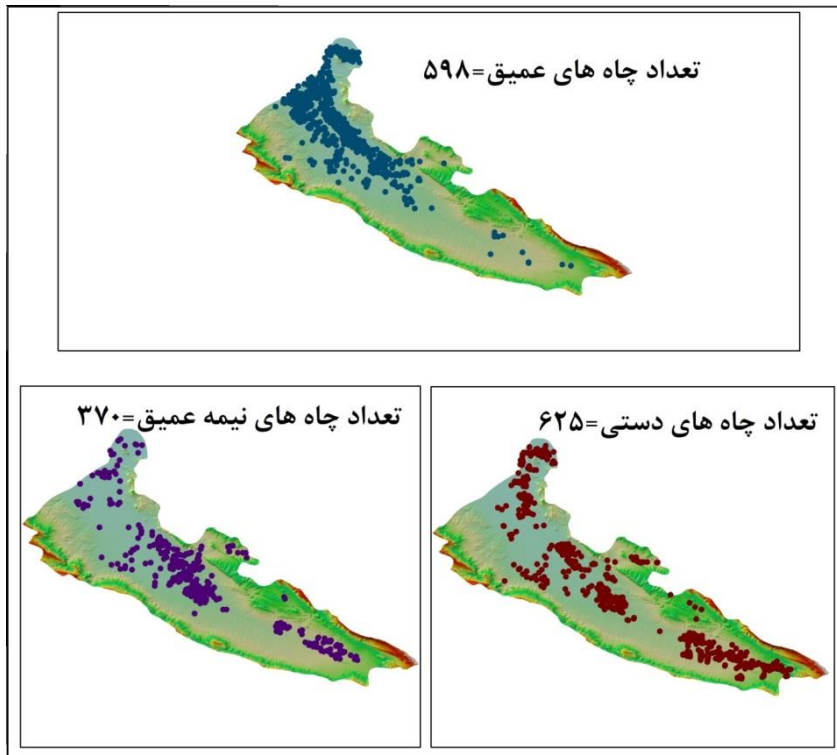 تعداد چاه های عمیق=۵۹۸
تعداد چاه های دستی=۶۲۵
تعداد چاه های نیمه عمیق=۳۷۰